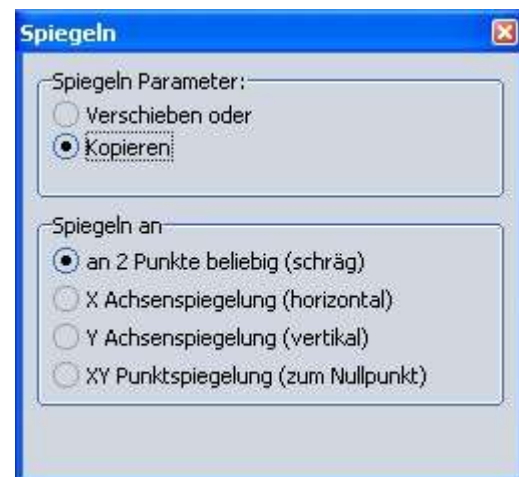 Spiegeln
Spiegeln Parameter:
Verschieben oder
Kopieren
Spiegeln an
an 2 Punkte beliebig (schräg)
X Achsenspiegelung (horizontal)
Y Achsenspiegelung (vertikal)
XY Punktspiegelung (zum Nullpunkt)